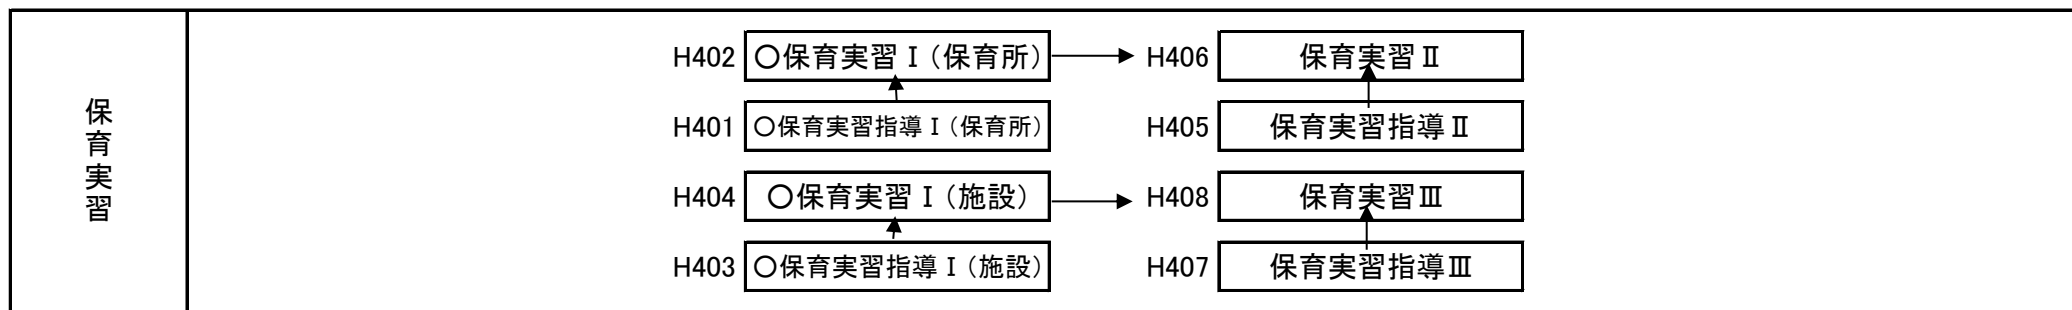 保育実習
H402 〇保育実習Ⅰ（保育所） H406 保育実習Ⅱ
H401 〇保育実習指導Ⅰ（保育所） H405 保育実習指導Ⅱ
H404 〇保育実習Ⅰ（施設） H408 保育実習Ⅲ
H403 〇保育実習指導Ⅰ（施設） H407 保育実習指導Ⅲ